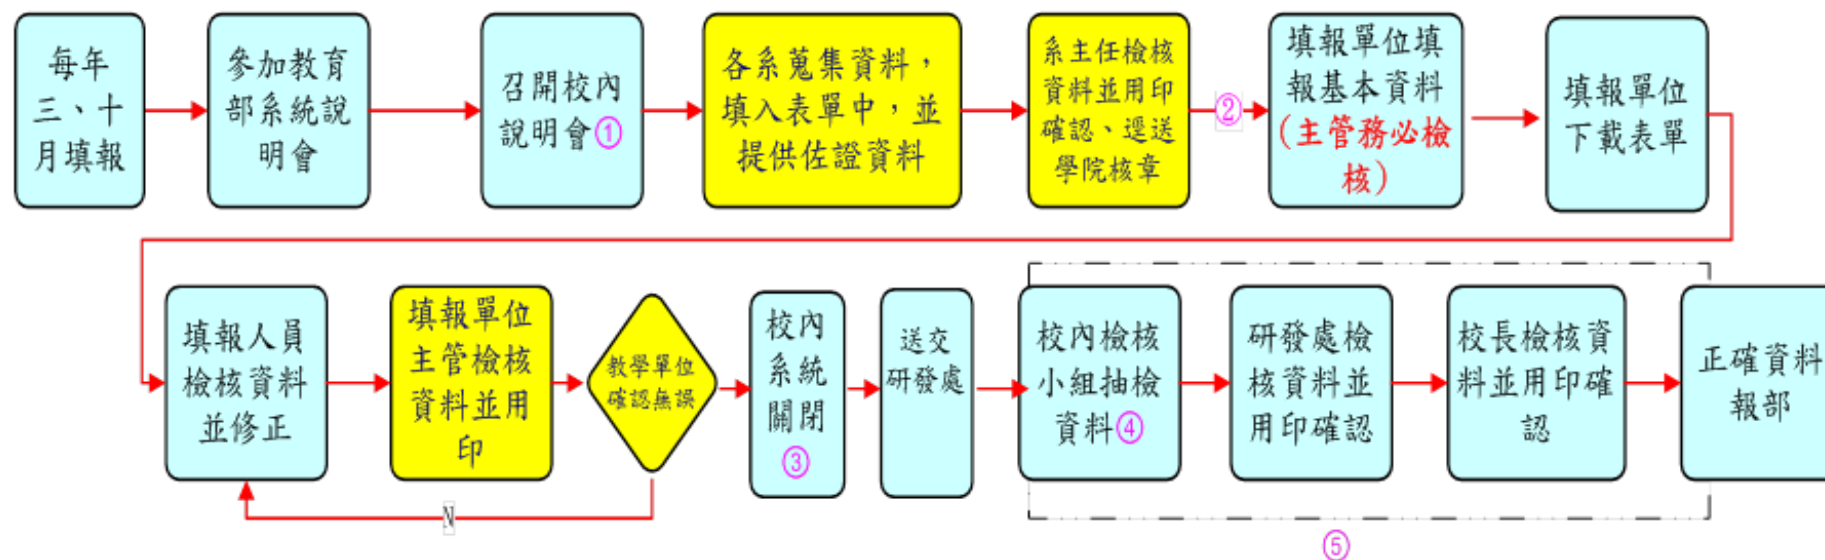 每年
三、十
月填報
參加教育
部系統說
明會
召開校內
說明會①
各系蒐集資料，
填入表單中，並
提供佐證資料
系主任檢核
資料並用印
確認、逕送
學院核章
②
填報單位填
報基本資料
(主管務必檢
核)
填報單位
下載表單
填報人員
檢核資料
並修正
填報單位
主管檢核
資料並用
印
教學單位
確認無誤
N
校內
系統
關閉
③
送交
研發處
校內檢核
小組抽檢
資料④
研發處檢
核資料並
用印確認
校長檢核資
料並用印確
認
正確資料
報部
⑤